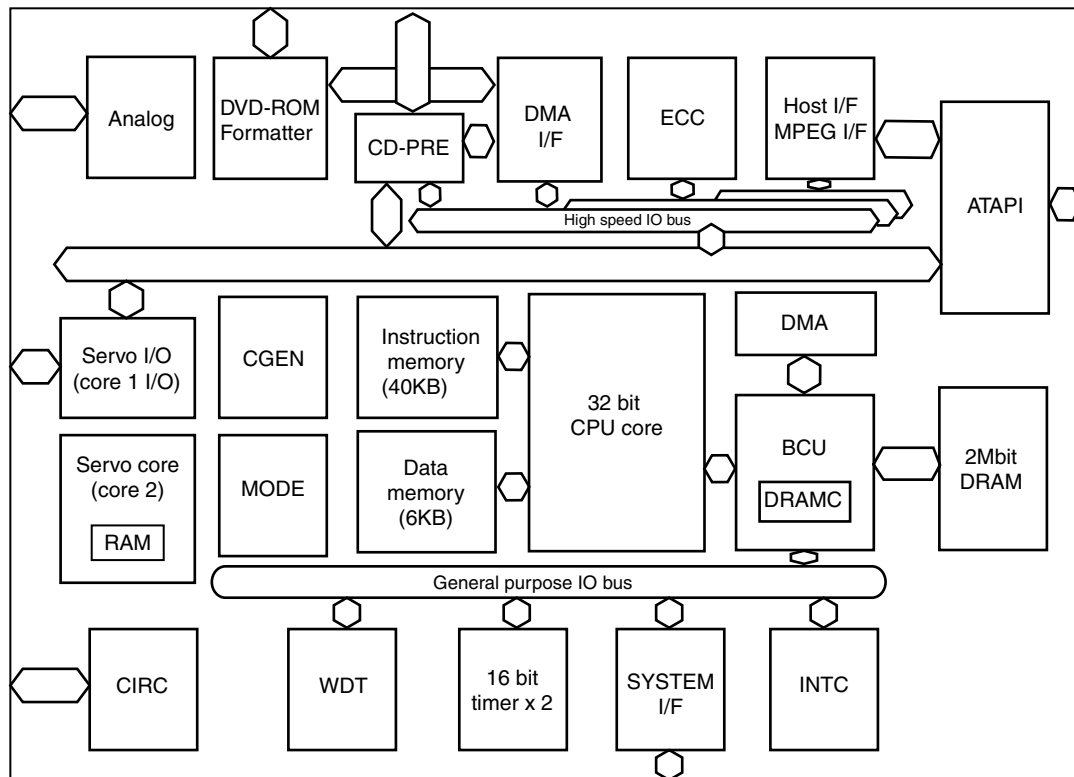 Analog
DVD-ROM
Formatter
CD-PRE
DMA
I/F
ECC
Host I/F
MPEG I/F
ATAPI
High speed IO bus
Servo I/O
(core 1 I/O)
CGEN
Instruction
memory
(40KB)
32 bit
CPU core
DMA
Servo core
(core 2)
RAM
MODE
Data
memory
(6KB)
BCU
DRAMC
2Mbit
DRAM
General purpose IO bus
CIRC
WDT
16 bit
timer x 2
SYSTEM
I/F
INTC